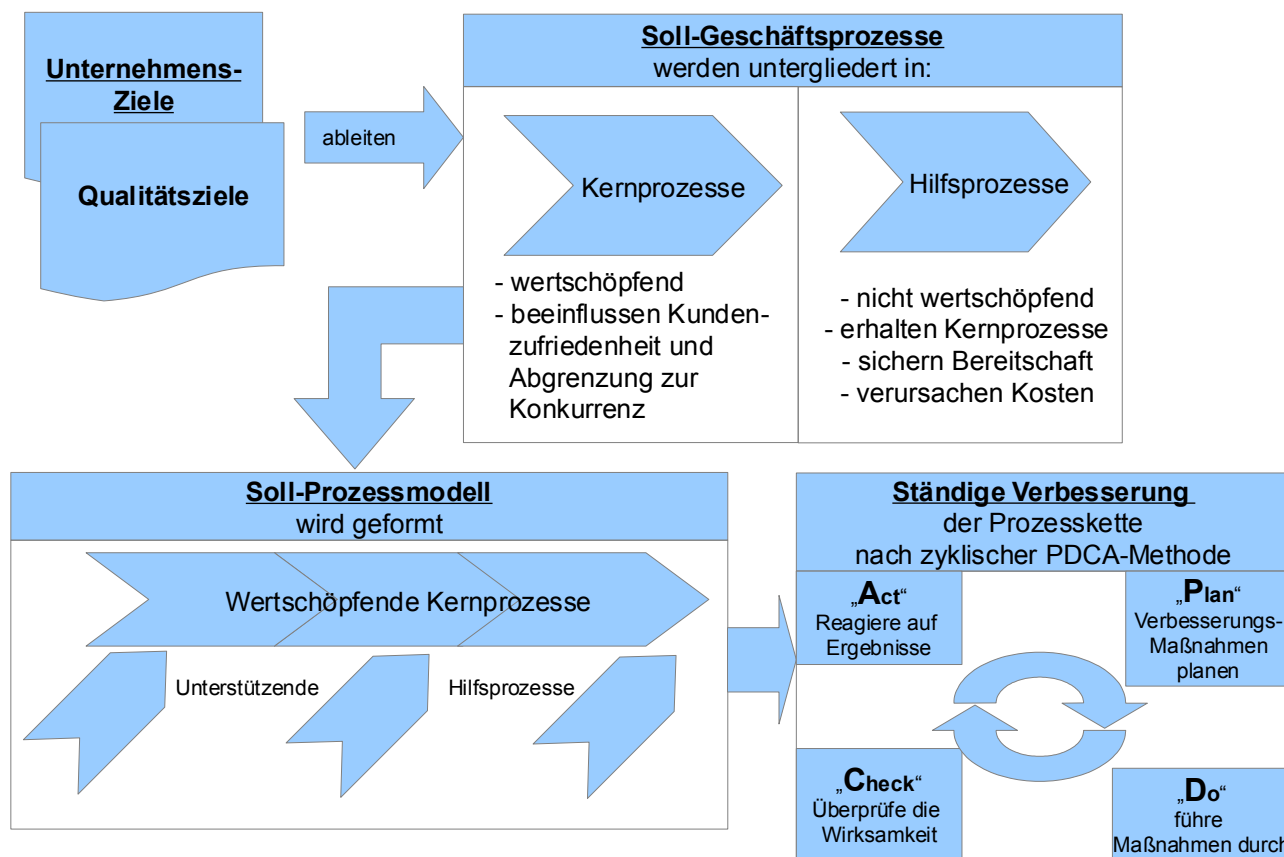 Unternehmens-
Ziele
Qualitätsziele
ableiten
Soll-Geschäftsprozesse
werden untergliedert in:
Kernprozesse
- wertschöpfend
- beeinflussen Kunden-
zufriedenheit und
Abgrenzung zur
Konkurrenz
Hilfsprozesse
- nicht wertschöpfend
- erhalten Kernprozesse
- sichern Bereitschaft
- verursachen Kosten
Soll-Prozessmodell
wird geformt
Wertschöpfende Kernprozesse
Unterstützende Hilfsprozesse
Ständige Verbesserung
der Prozesskette
nach zyklischer PDCA-Methode
„Act“
Reagiere auf
Ergebnisse
„Plan“
Verbesserungs-
Maßnahmen
planen
„Check“
Überprüfe die
Wirksamkeit
„Do“
führe
Maßnahmen durch